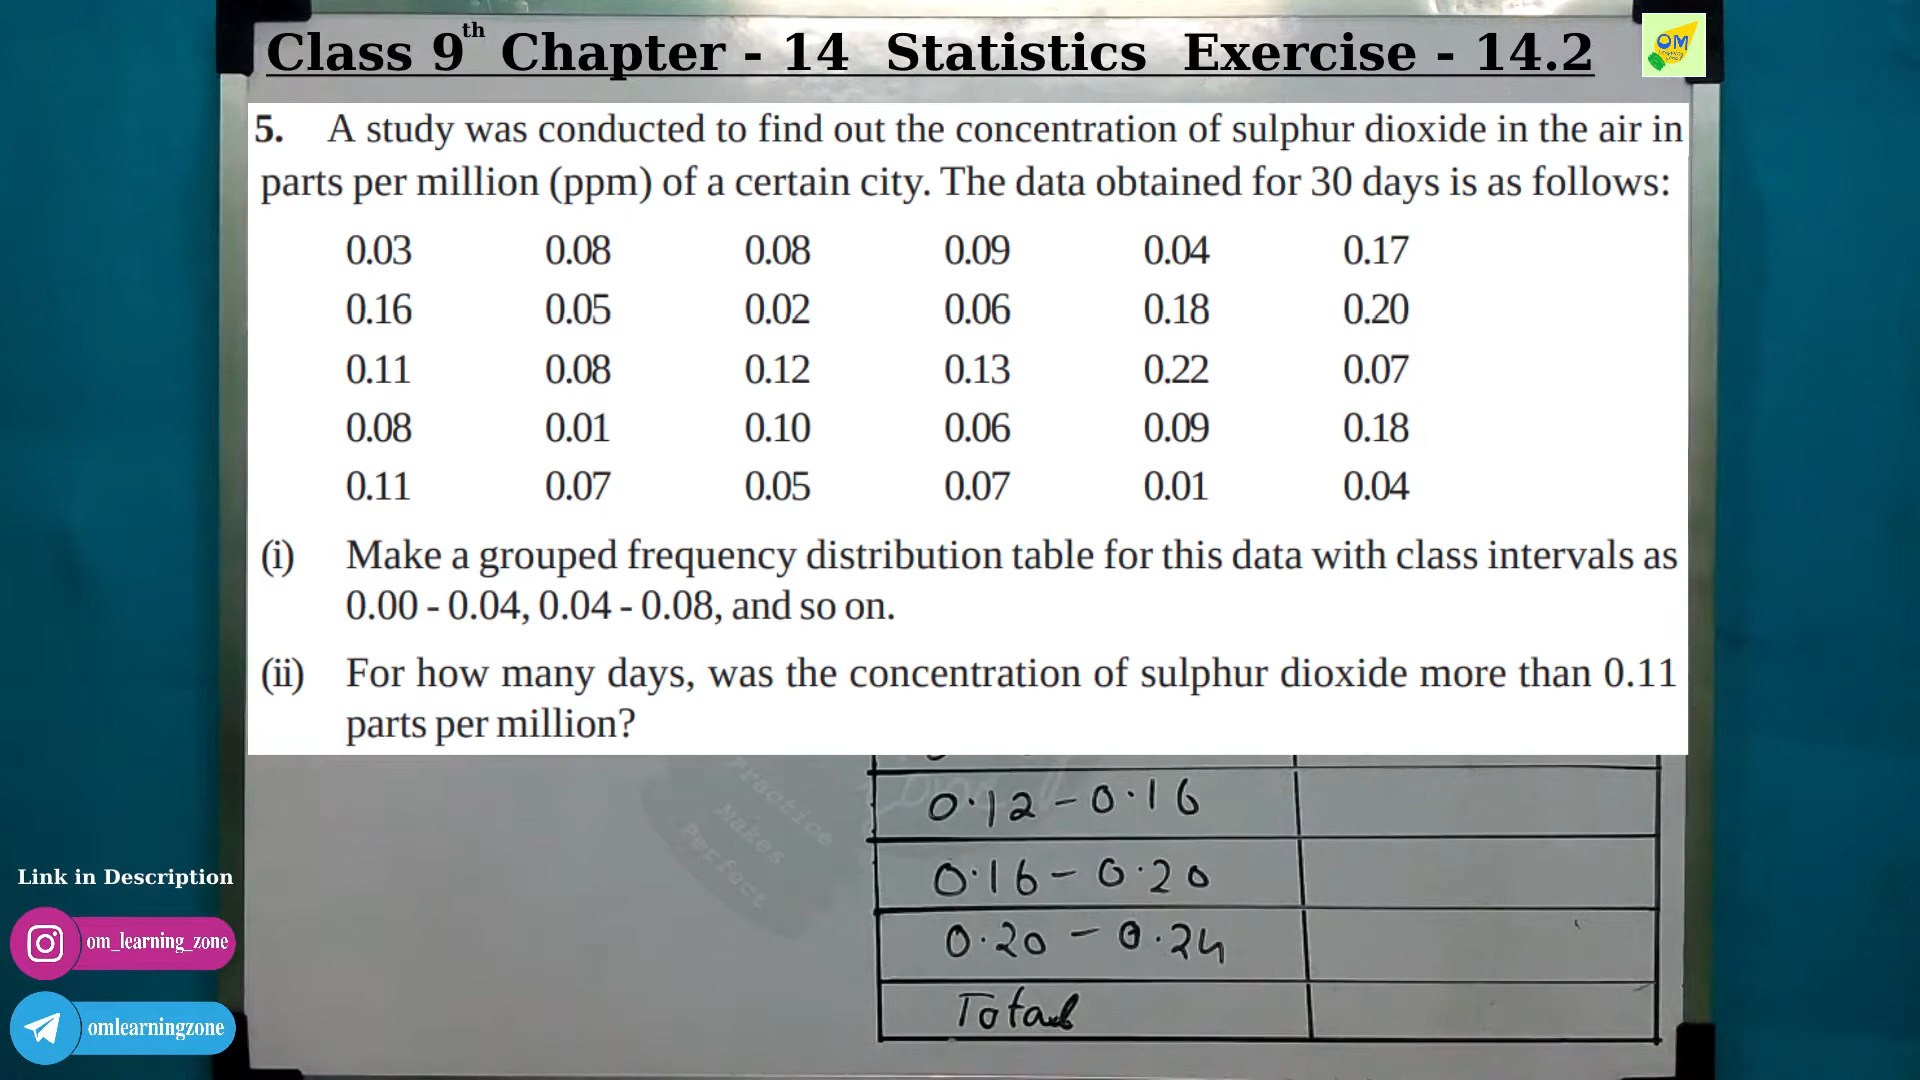 Class 9th Chapter - 14 Statistics Exercise - 14.2
OM
5. A study was conducted to find out the concentration of sulphur dioxide in the air in
parts per million (ppm) of a certain city. The data obtained for 30 days is as follows:
0.03 0.08 0.08 0.09 0.04 0.17
0.16 0.05 0.02 0.06 0.18 0.20
0.11 0.08 0.12 0.13 0.22 0.07
0.08 0.01 0.10 0.06 0.09 0.18
0.11 0.07 0.05 0.07 0.01 0.04
(i) Make a grouped frequency distribution table for this data with class intervals as
0.00 - 0.04, 0.04 - 0.08, and so on.
(ii) For how many days, was the concentration of sulphur dioxide more than 0.11
parts per million?
Practice
Makes
Perfect
0.12 - 0.16
0.16 - 0.20
0.20 - 0.24
Total
Link in Description
om_learning_zone
omlearningzone